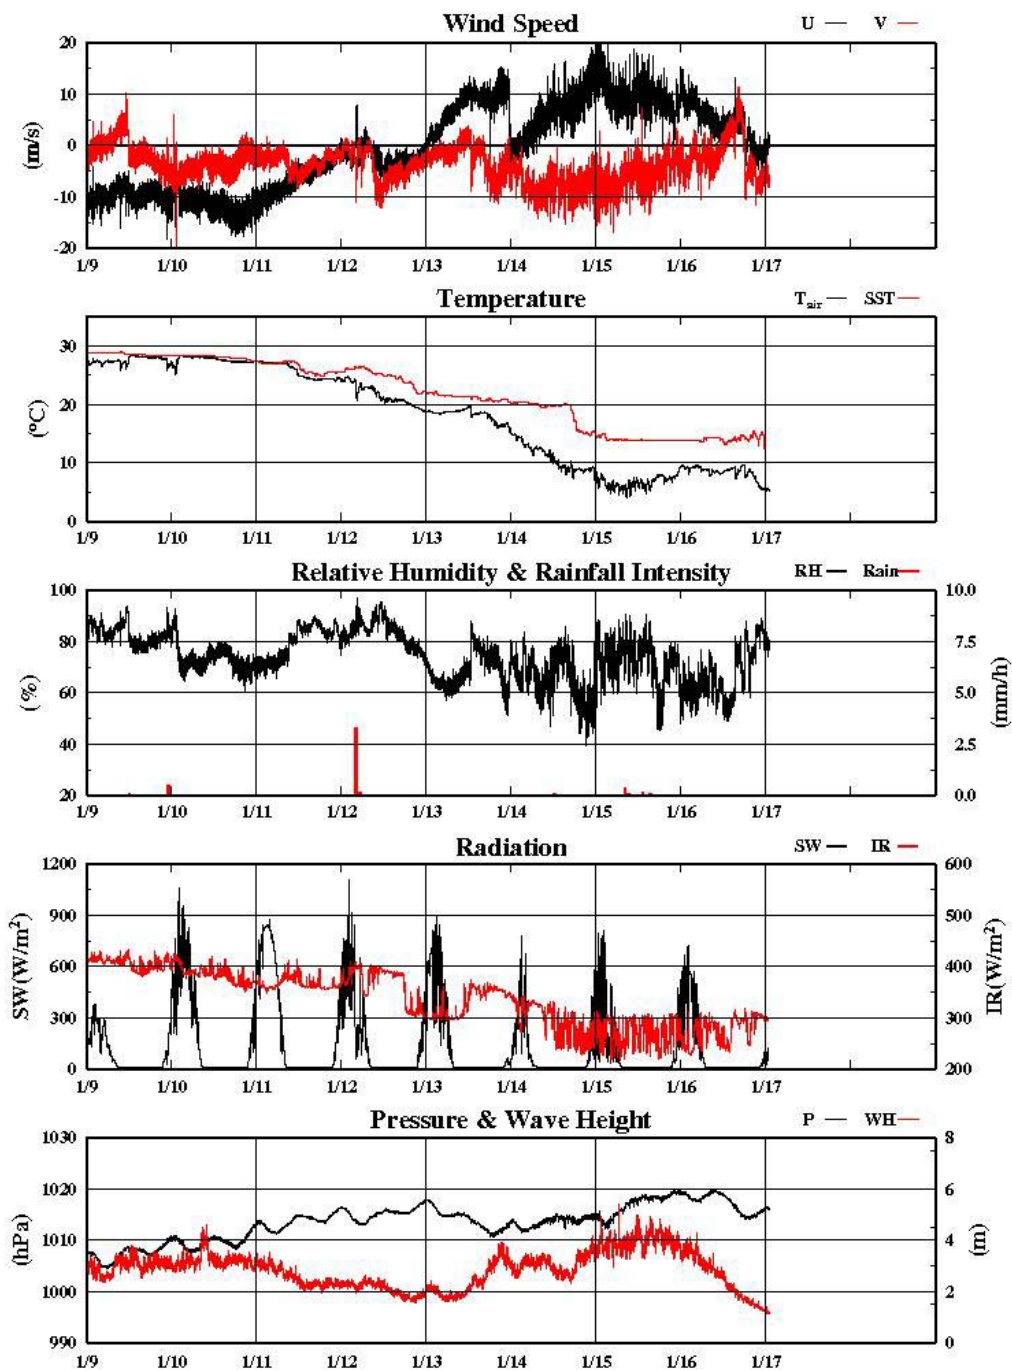 Wind Speed U V
20
10
0
-10
-20
(m/s)
1/9 1/10 1/11 1/12 1/13 1/14 1/15 1/16 1/17
Temperature Tair SST
30
20
10
0
(°C)
1/9 1/10 1/11 1/12 1/13 1/14 1/15 1/16 1/17
Relative Humidity & Rainfall Intensity RH Rain
100 10.0
80 7.5
60 5.0
40 2.5
20 0.0
(%) (mm/h)
1/9 1/10 1/11 1/12 1/13 1/14 1/15 1/16 1/17
Radiation SW IR
1200 600
900 500
600 400
300 300
0 200
SW(W/m²) IR(W/m²)
1/9 1/10 1/11 1/12 1/13 1/14 1/15 1/16 1/17
Pressure & Wave Height P WH
1030 8
1020 6
1010 4
1000 2
990 0
(hPa) (m)
1/9 1/10 1/11 1/12 1/13 1/14 1/15 1/16 1/17